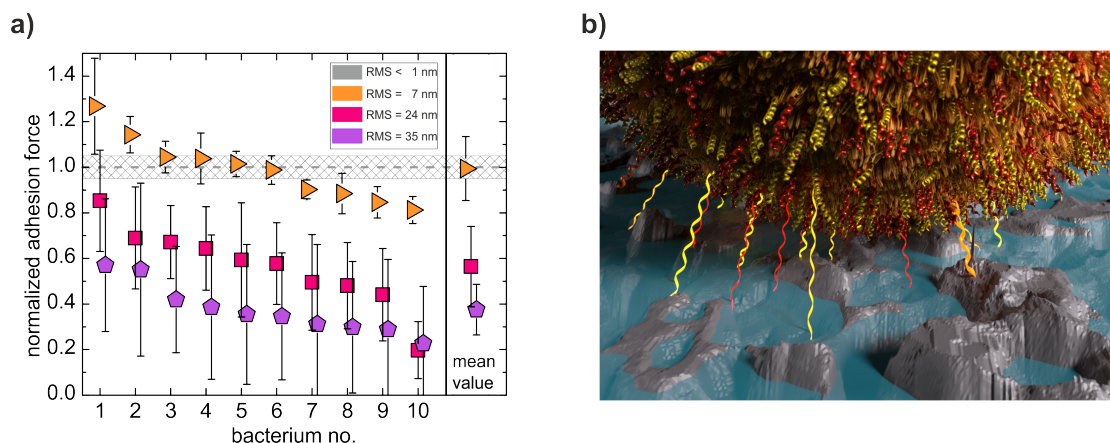 a)
b)
1.4
1.2
1.0
0.8
0.6
0.4
0.2
0.0
normalized adhesion force
RMS < 1 nm
RMS = 7 nm
RMS = 24 nm
RMS = 35 nm
mean
value
1 2 3 4 5 6 7 8 9 10
bacterium no.